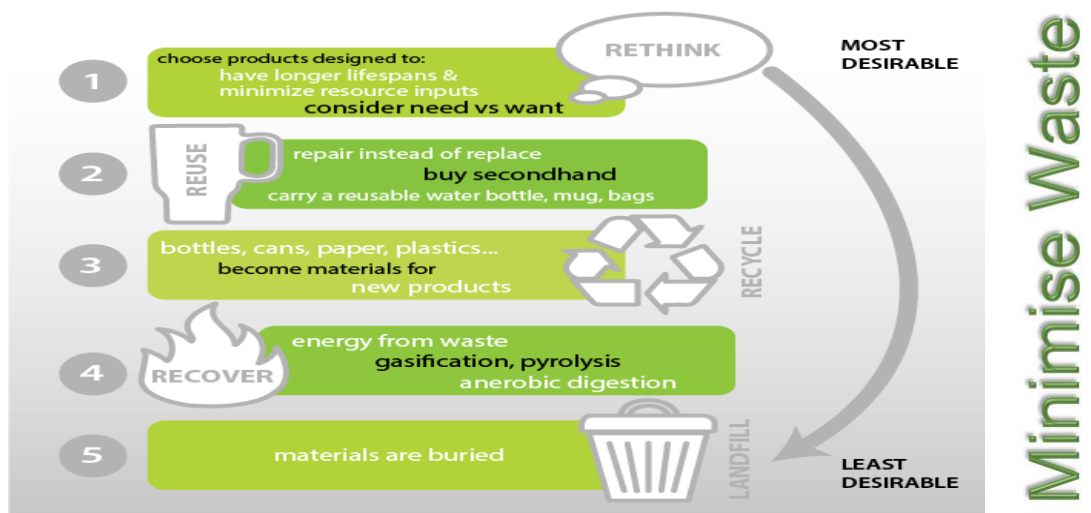 RETHINK
MOST
DESIRABLE
1
choose products designed to:
have longer lifespans &
minimize resource inputs
consider need vs want
2
REUSE
repair instead of replace
buy secondhand
carry a reusable water bottle, mug, bags
3
bottles, cans, paper, plastics...
become materials for
new products
RECYCLE
4
RECOVER
energy from waste
gasification, pyrolysis
anerobic digestion
5
materials are buried
LANDFILL
LEAST
DESIRABLE
Minimise Waste